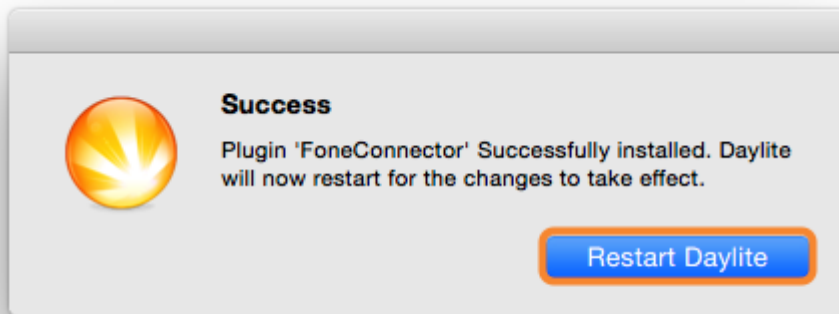 Success
Plugin 'FoneConnector' Successfully installed. Daylite
will now restart for the changes to take effect.
Restart Daylite